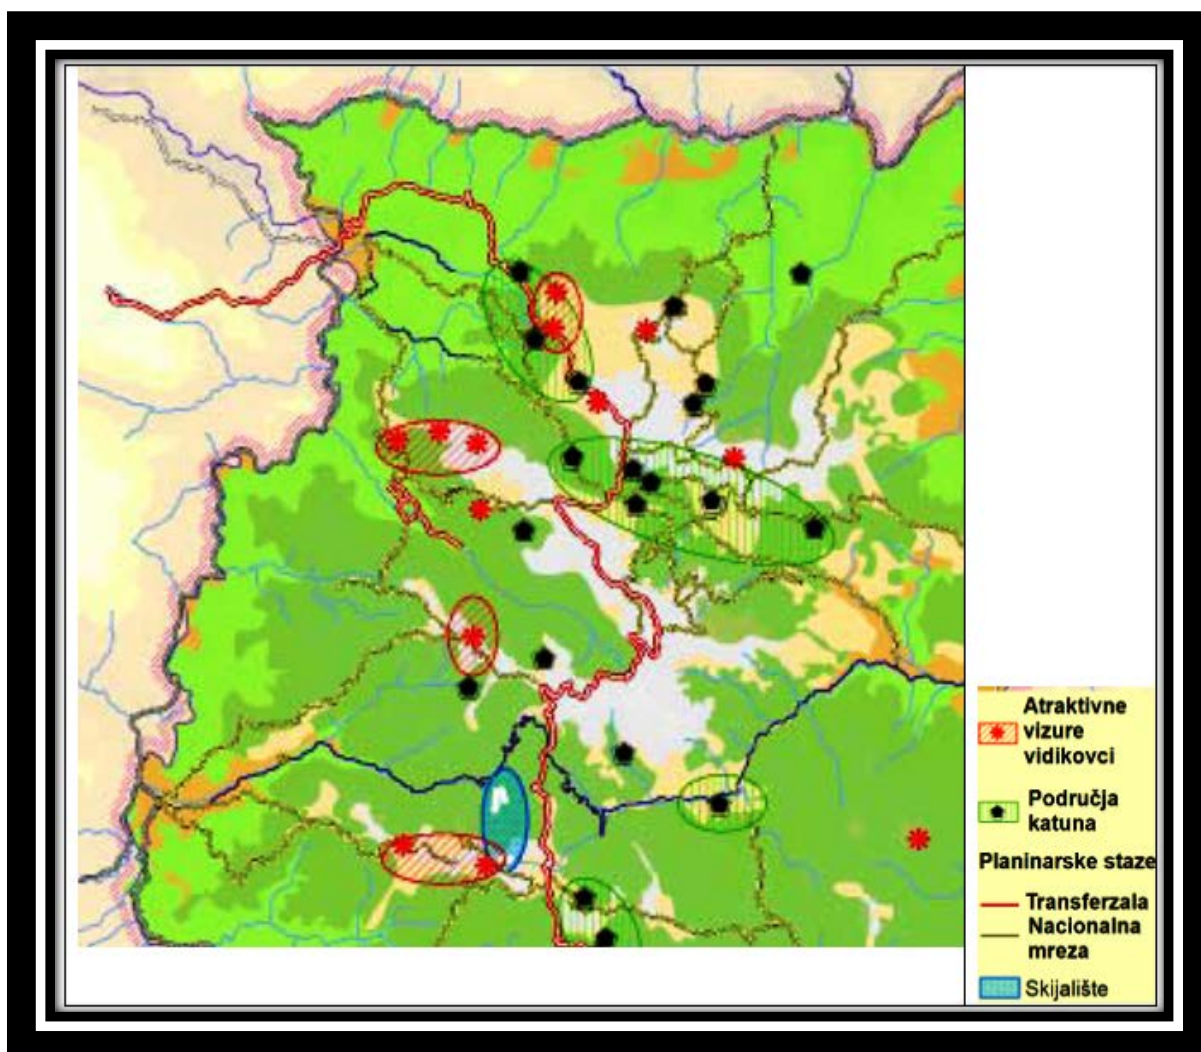 Atraktivne
vizure
vidikovci
Područja
katuna
Planinarske staze
Transferzala
Nacionalna
mreza
Skijalište